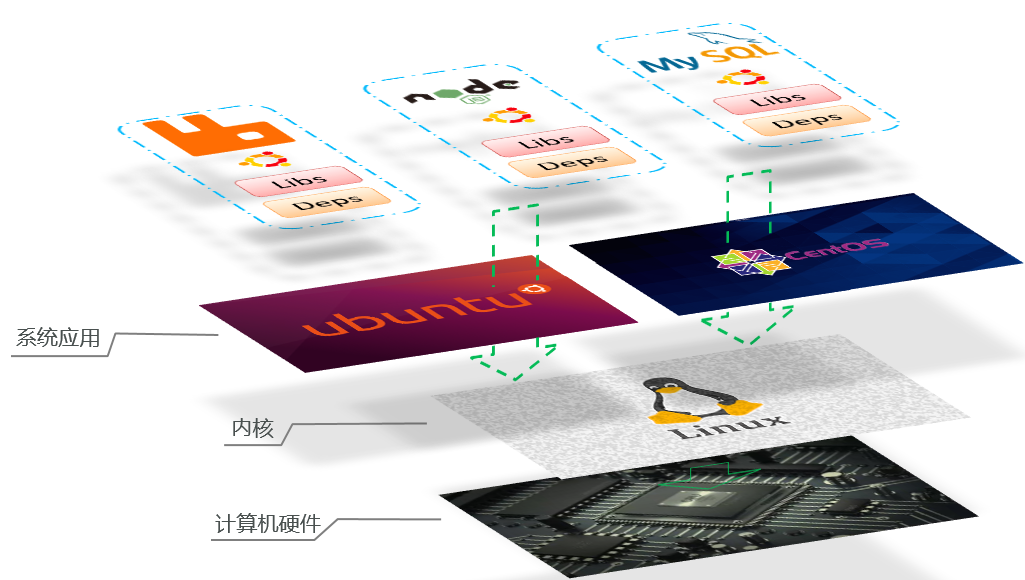 MySQL
node
JS
Libs
Deps
Libs
Deps
Libs
Deps
CentOS
ubuntu
系统应用
Linux
内核
计算机硬件